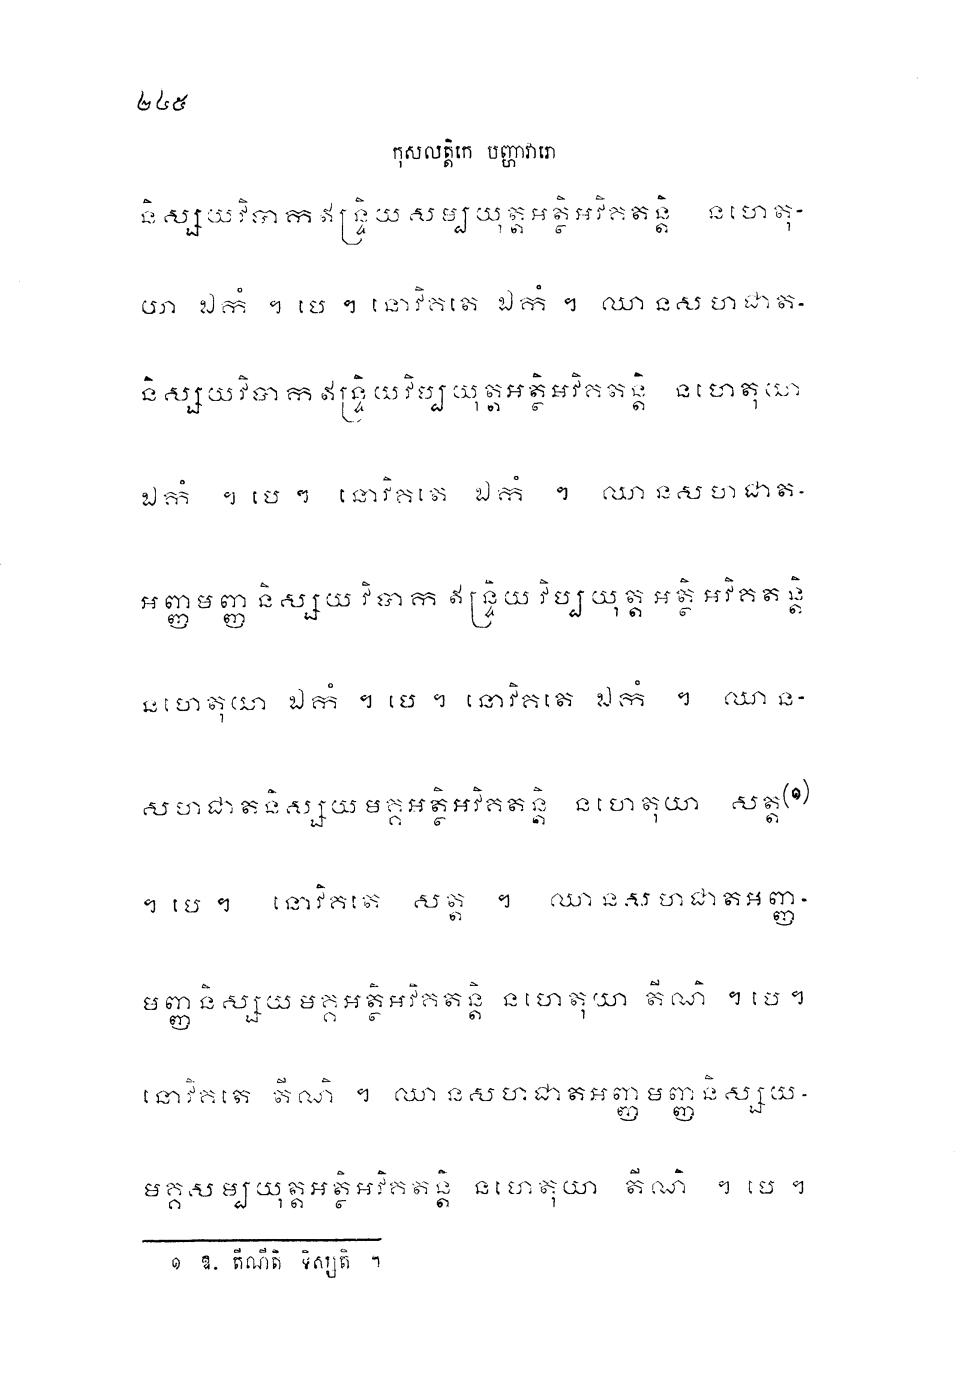 ២៤៥
កុសលត្តិកេ បញ្ហាវារោ
និស្សយវិបាកឥន្ទ្រិយសម្បយុត្តអត្ថិអវិគតន្តិ នហេតុ-
យា ឯកំ ។ បេ ។ នោវិគតេ ឯកំ ។ ឈានសហជាត-
និស្សយវិបាកឥន្ទ្រិយវិប្បយុត្តអត្ថិអវិគតន្តិ នហេតុយា
ឯកំ ។ បេ ។ នោវិគតេ ឯកំ ។ ឈានសហជាត-
អញ្ញមញ្ញនិស្សយវិបាកឥន្ទ្រិយវិប្បយុត្តអត្ថិអវិគតន្តិ
នហេតុយា ឯកំ ។ បេ ។ នោវិគតេ ឯកំ ។ ឈាន-
សហជាតនិស្សយមគ្គអត្ថិអវិគតន្តិ នហេតុយា សត្ត(១)
។ បេ ។ នោវិគតេ សត្ត ។ ឈានសហជាតអញ្ញ-
មញ្ញនិស្សយមគ្គអត្ថិអវិគតន្តិ នហេតុយា តីណិ ។ បេ ។
នោវិគតេ តីណិ ។ ឈានសហជាតអញ្ញមញ្ញនិស្សយ-
មគ្គសម្បយុត្តអត្ថិអវិគតន្តិ នហេតុយា តីណិ ។ បេ ។
១ ឱ. តីណីតិ ទិស្សតិ ។